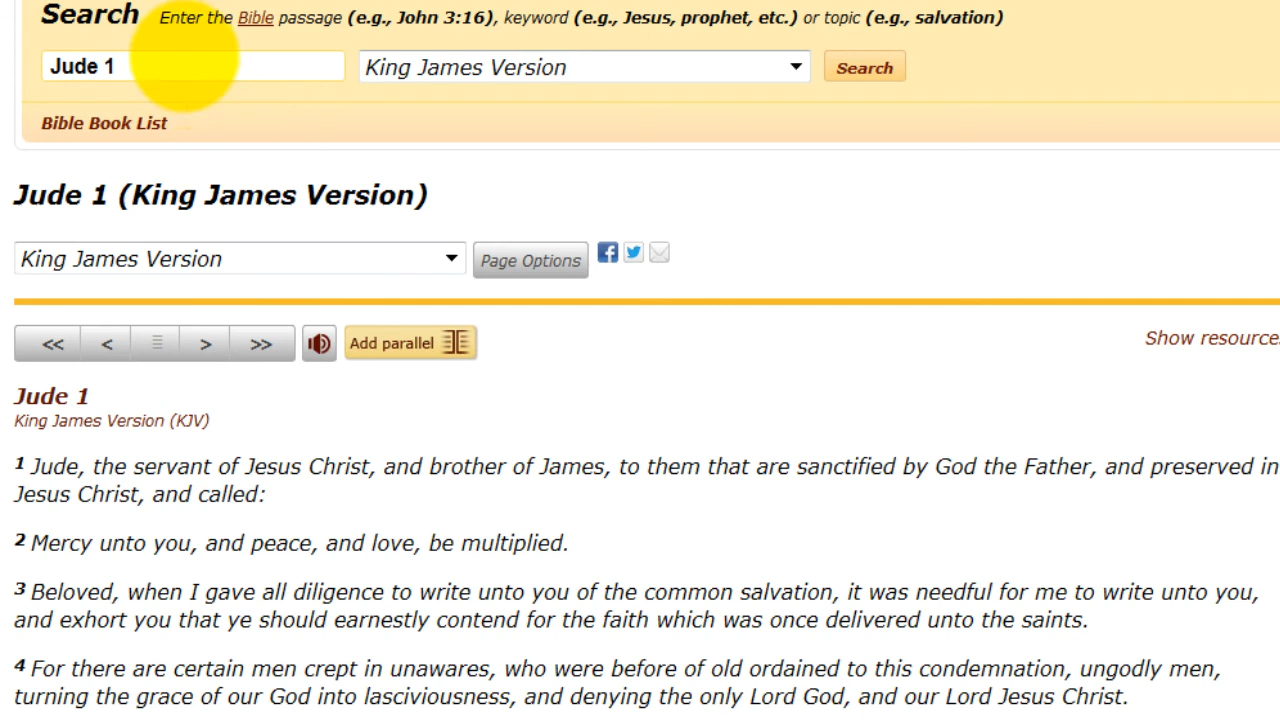 Search Enter the Bible passage (e.g., John 3:16), keyword (e.g., Jesus, prophet, etc.) or topic (e.g., salvation)
Jude 1 King James Version Search
Bible Book List
Jude 1 (King James Version)
King James Version Page Options
<< < > >> Add parallel Show resources
Jude 1
King James Version (KJV)
1 Jude, the servant of Jesus Christ, and brother of James, to them that are sanctified by God the Father, and preserved in
Jesus Christ, and called:
2 Mercy unto you, and peace, and love, be multiplied.
3 Beloved, when I gave all diligence to write unto you of the common salvation, it was needful for me to write unto you,
and exhort you that ye should earnestly contend for the faith which was once delivered unto the saints.
4 For there are certain men crept in unawares, who were before of old ordained to this condemnation, ungodly men,
turning the grace of our God into lasciviousness, and denying the only Lord God, and our Lord Jesus Christ.